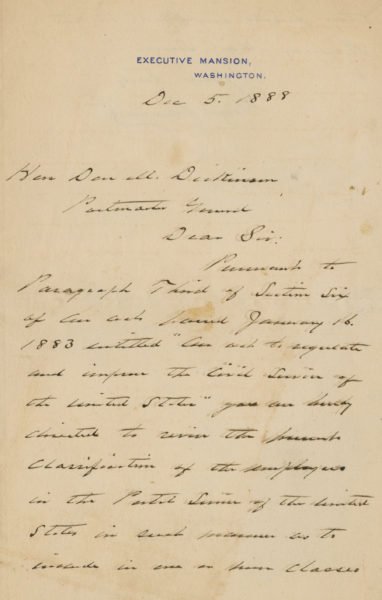 EXECUTIVE MANSION,
WASHINGTON.
Dec 5. 1888
Hon Don M. Dickinson
Postmaster General
Dear Sir:
Pursuant to
Paragraph Third of Section Six
of an act passed January 16.
1883 entitled "An act to regulate
and improve the Civil Service of
the United States" you are hereby
directed to revise the present
classification of the employees
in the Postal Service of the United
States in such manner as to
include in one or more classes